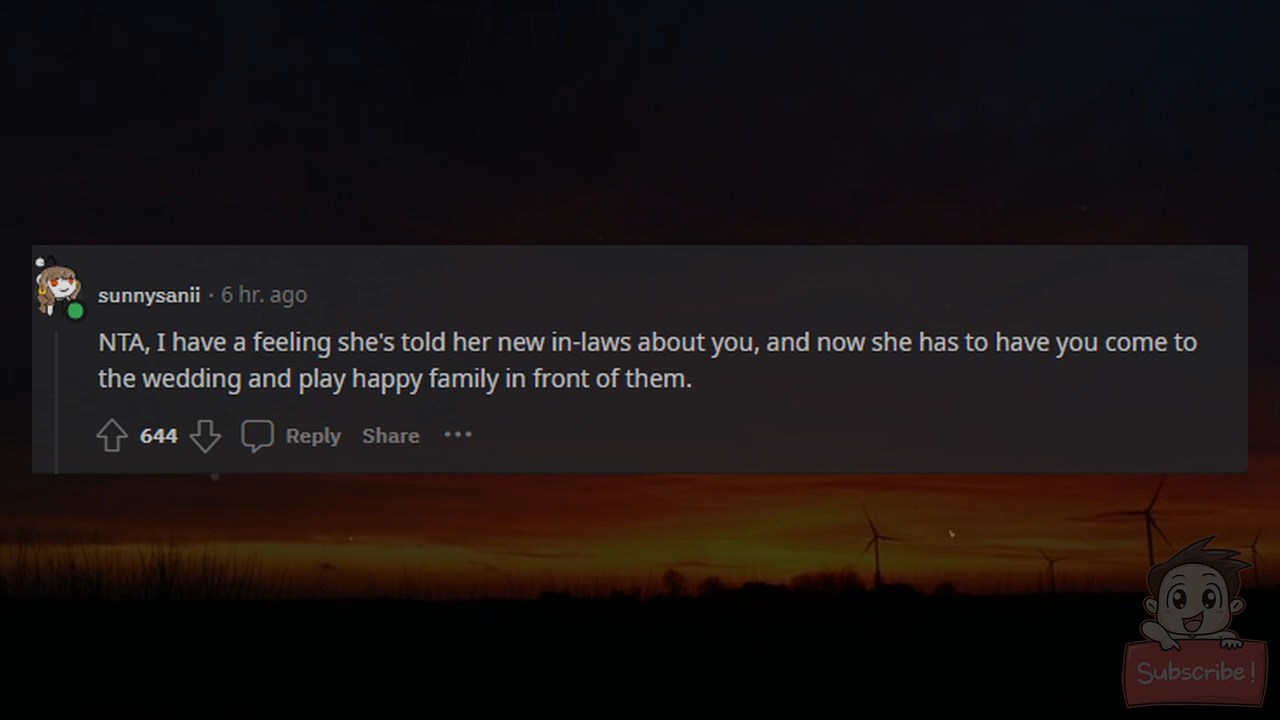 sunnysanii · 6 hr. ago
NTA, I have a feeling she's told her new in-laws about you, and now she has to have you come to
the wedding and play happy family in front of them.
644 Reply Share ···
Subscribe!